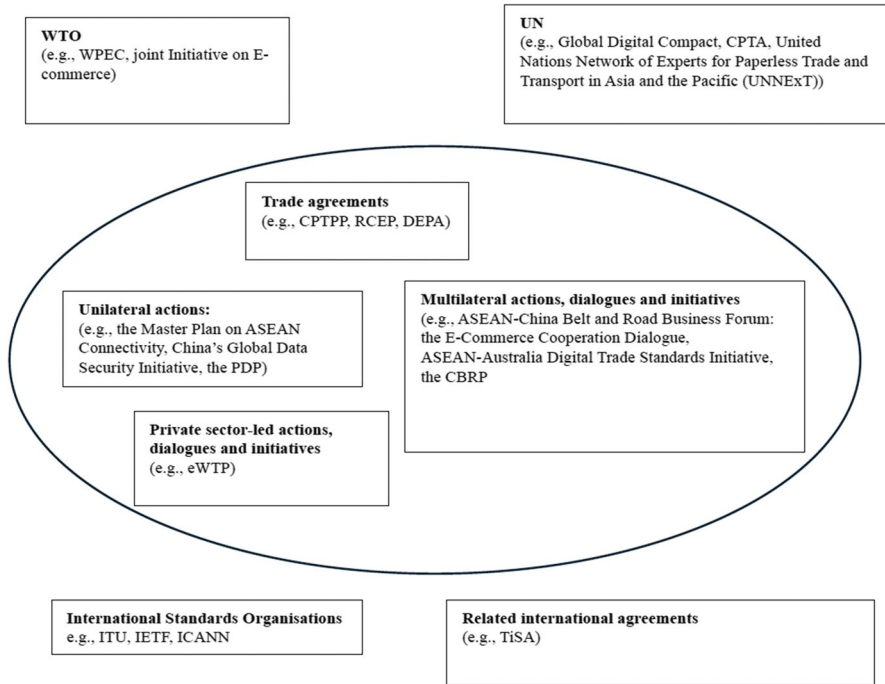 WTO
(e.g., WPEC, joint Initiative on E-
commerce)
UN
(e.g., Global Digital Compact, CPTA, United
Nations Network of Experts for Paperless Trade and
Transport in Asia and the Pacific (UNNExT))
Trade agreements
(e.g., CPTPP, RCEP, DEPA)
Unilateral actions:
(e.g., the Master Plan on ASEAN
Connectivity, China’s Global Data
Security Initiative, the PDP)
Multilateral actions, dialogues and initiatives
(e.g., ASEAN-China Belt and Road Business Forum:
the E-Commerce Cooperation Dialogue,
ASEAN-Australia Digital Trade Standards Initiative,
the CBRP
Private sector-led actions,
dialogues and initiatives
(e.g., eWTP)
International Standards Organisations
e.g., ITU, IETF, ICANN
Related international agreements
(e.g., TiSA)